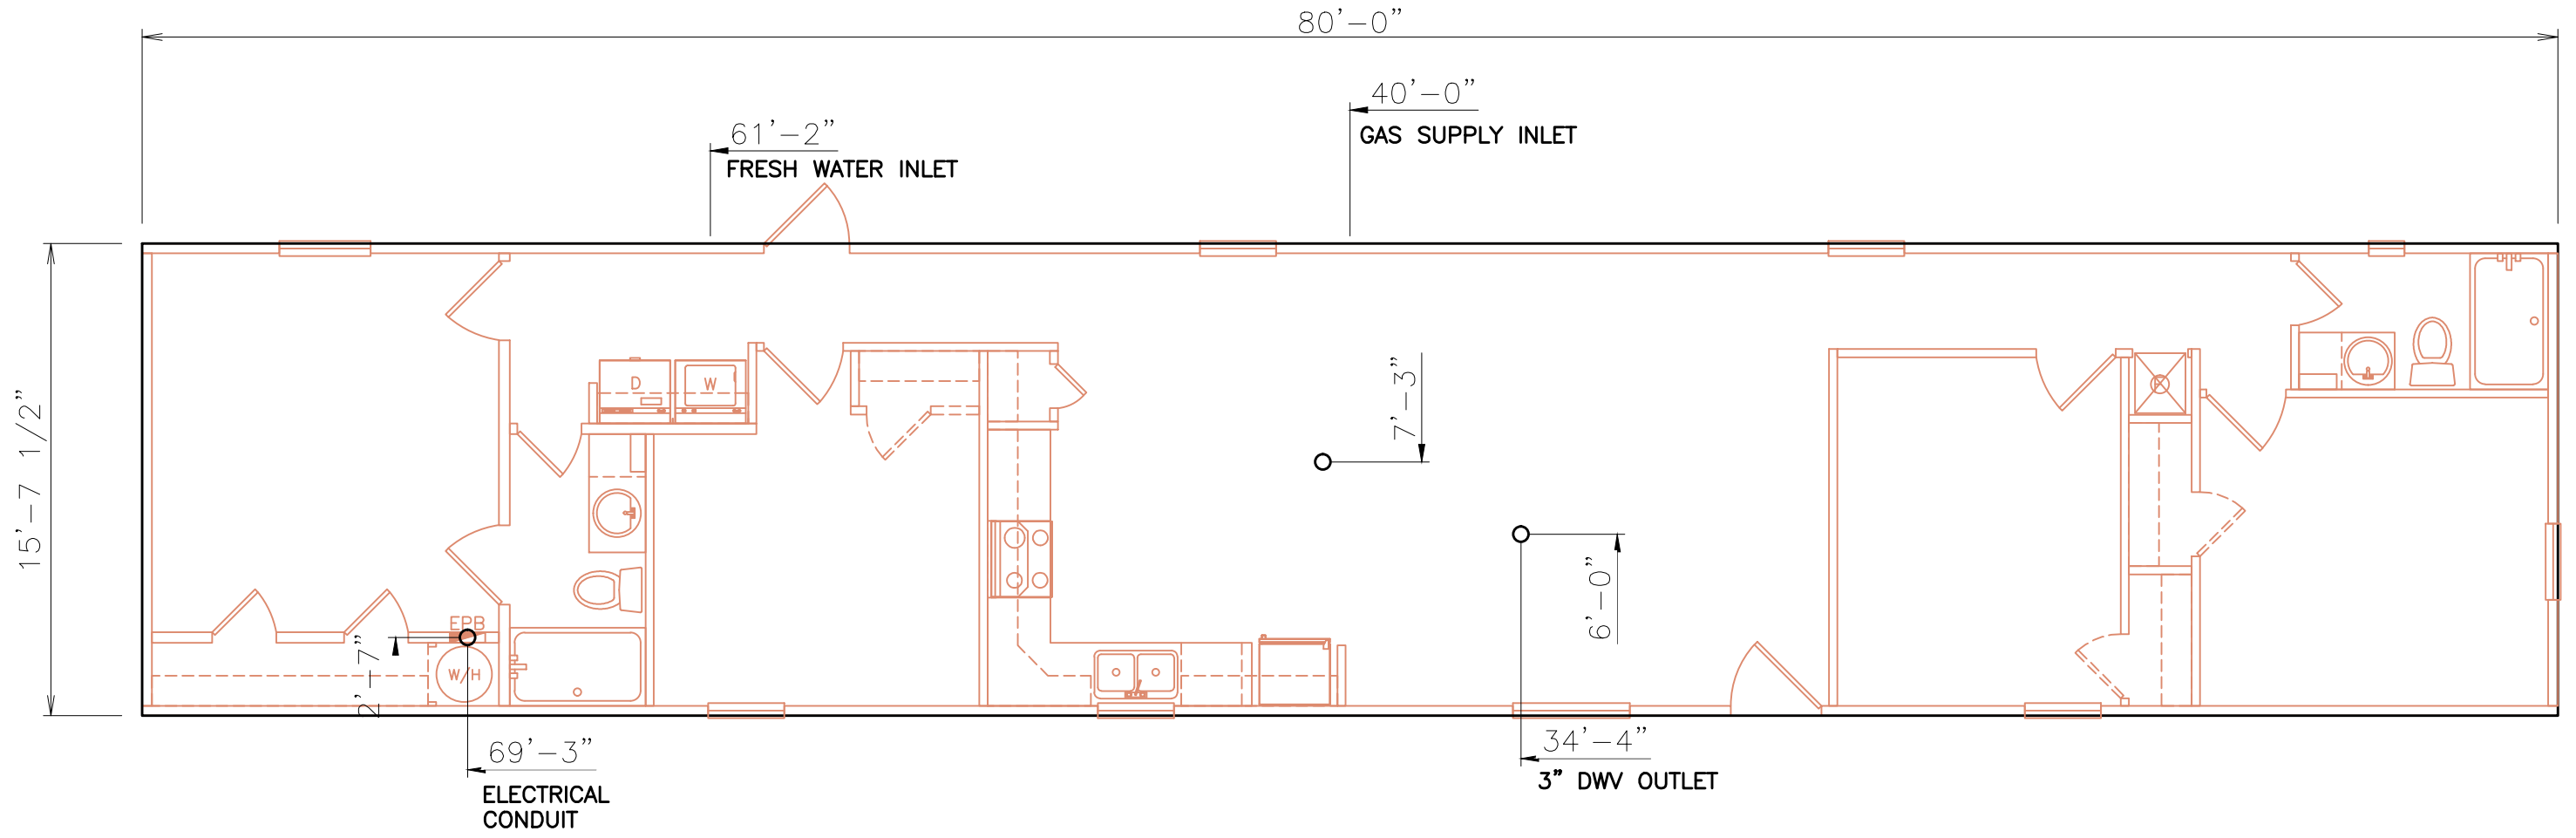 80'-0"
40'-0"
GAS SUPPLY INLET
61'-2"
FRESH WATER INLET
15'-7 1/2"
D
W
7'-3"
6'-0"
EPB
W/H
2'-7"
69'-3"
ELECTRICAL
CONDUIT
34'-4"
3" DWV OUTLET